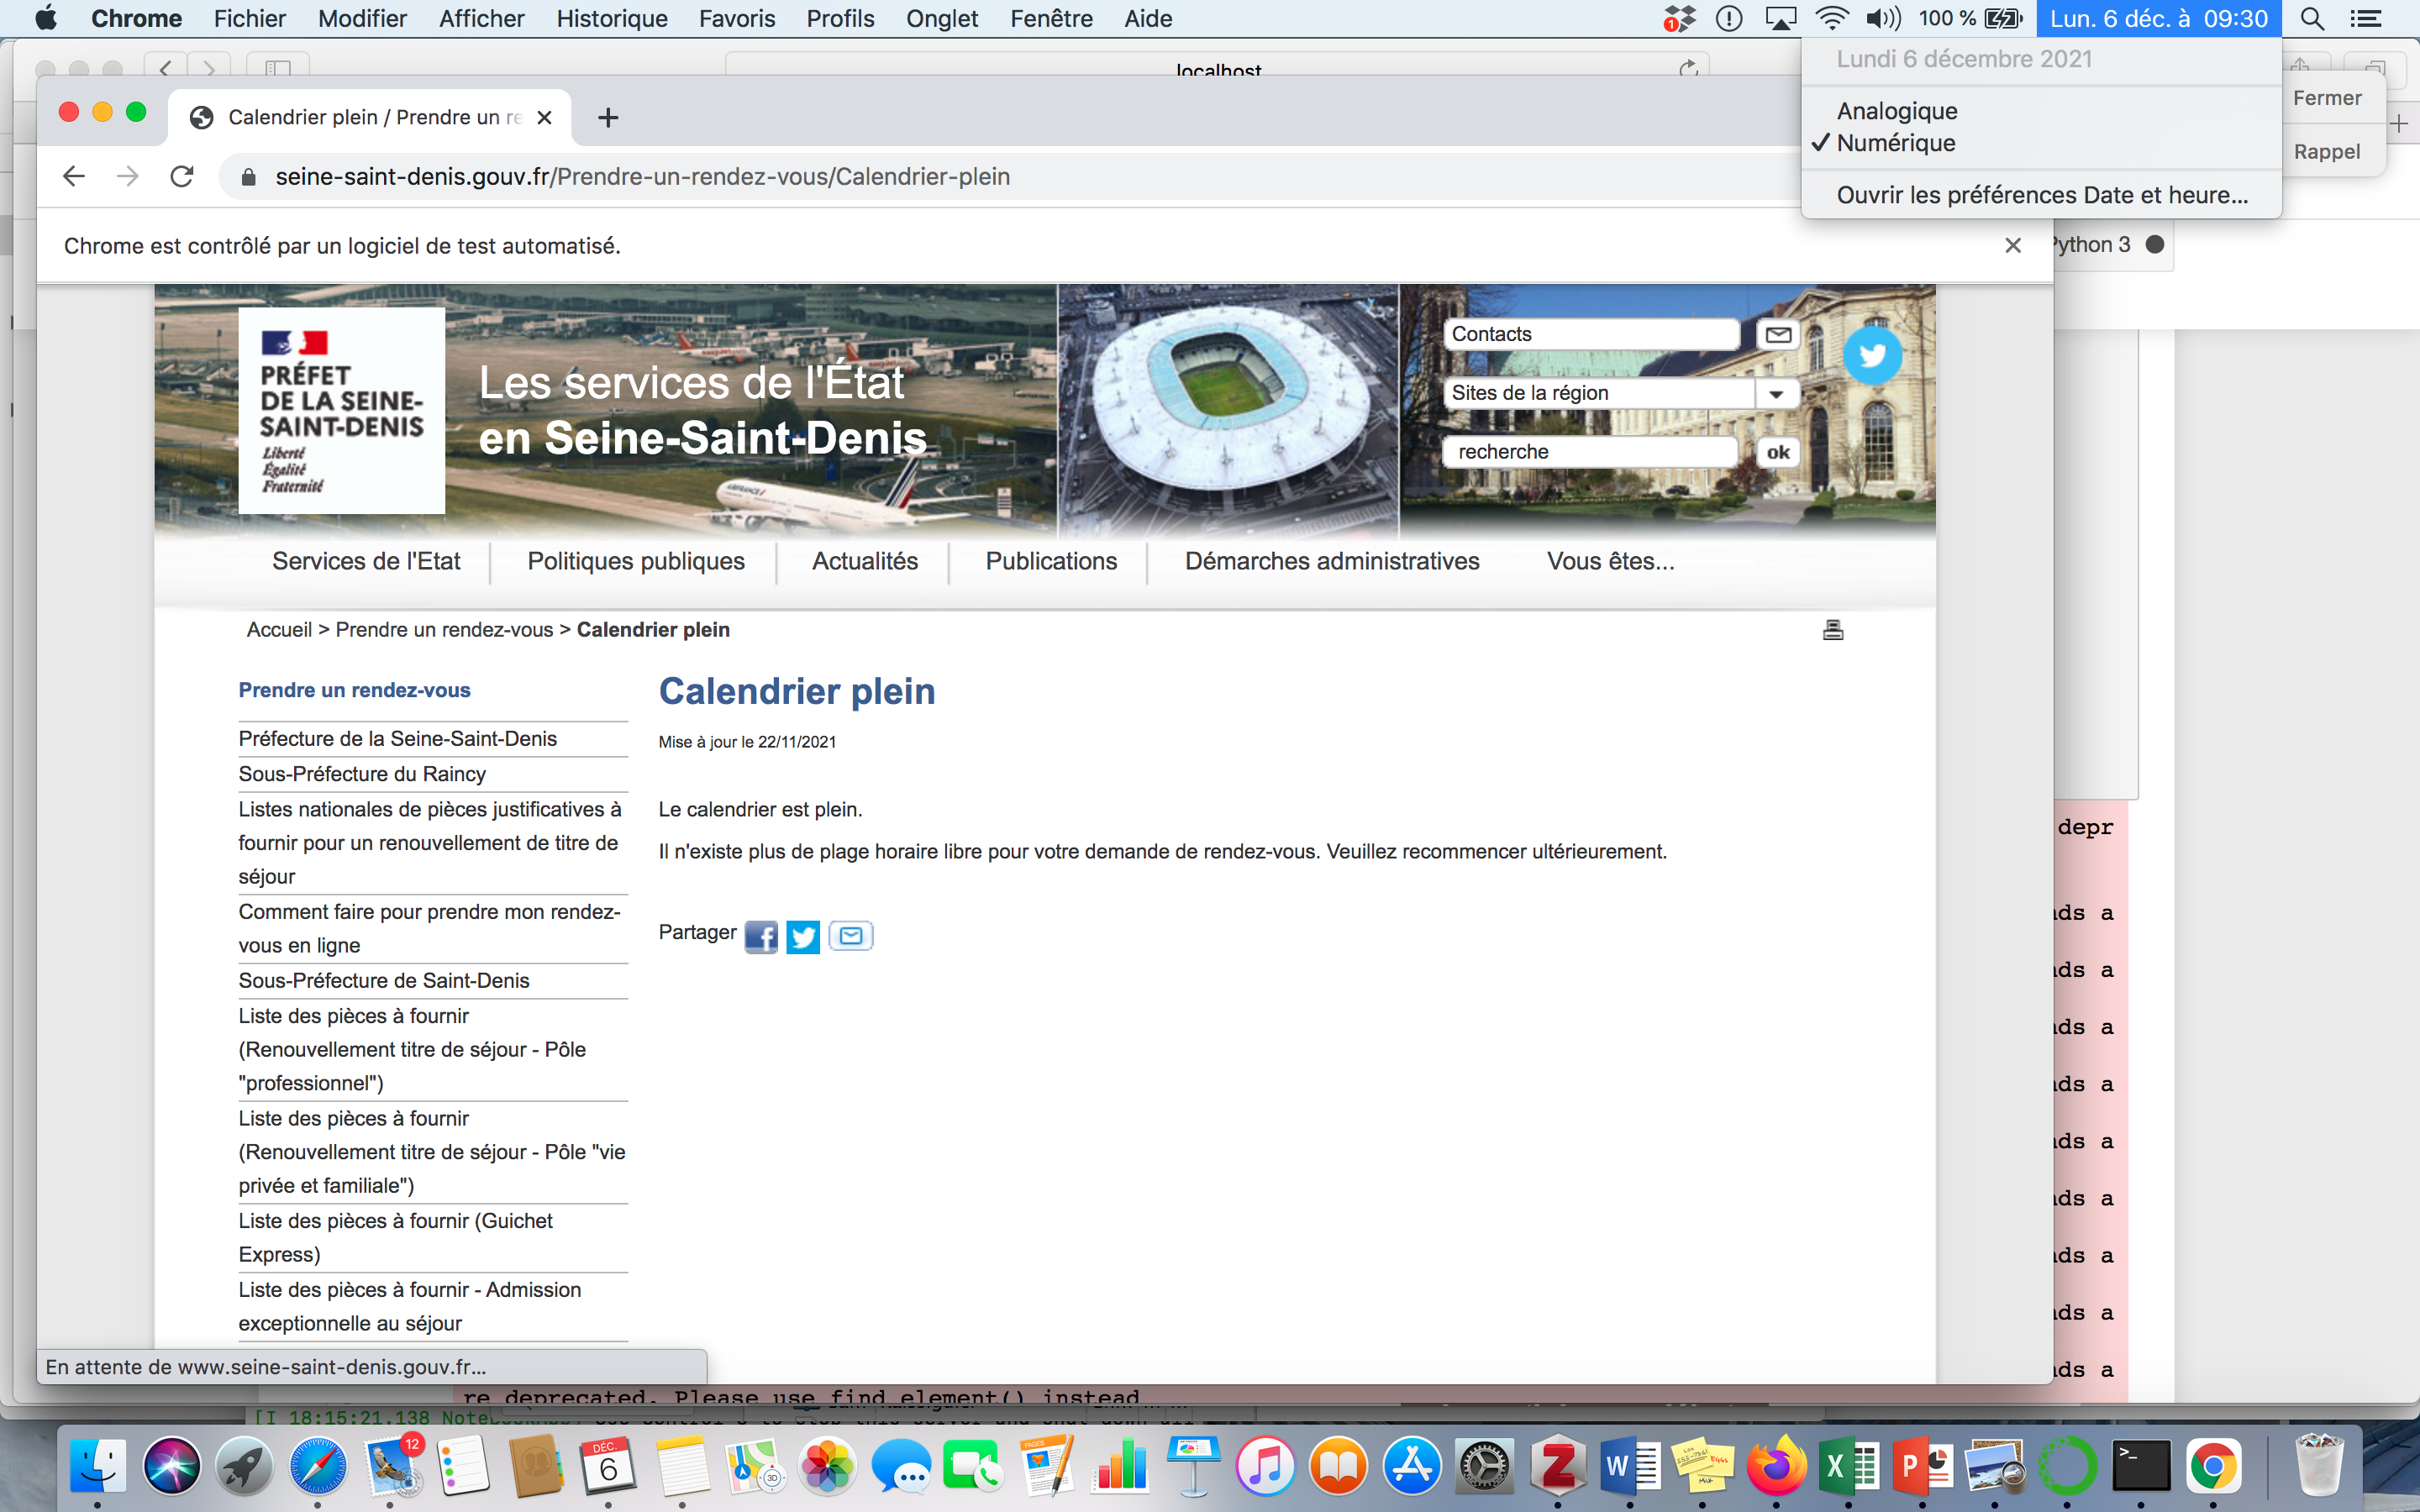 Chrome Fichier Modifier Afficher Historique Favoris Profils Onglet Fenêtre Aide 1 100 % Lun. 6 déc. à 09:30
Lundi 6 décembre 2021
Analogique
✓ Numérique
Ouvrir les préférences Date et heure...
Fermer
Rappel
localhost
Calendrier plein / Prendre un re
seine-saint-denis.gouv.fr/Prendre-un-rendez-vous/Calendrier-plein
Chrome est contrôlé par un logiciel de test automatisé.
Python 3
PRÉFET
DE LA SEINE-
SAINT-DENIS
Liberté
Égalité
Fraternité
Les services de l'État
en Seine-Saint-Denis
AIRFRANCE
Contacts
Sites de la région
recherche
ok
Services de l'Etat
Politiques publiques
Actualités
Publications
Démarches administratives
Vous êtes...
Accueil > Prendre un rendez-vous > Calendrier plein
Prendre un rendez-vous
Préfecture de la Seine-Saint-Denis
Sous-Préfecture du Raincy
Listes nationales de pièces justificatives à
fournir pour un renouvellement de titre de
séjour
Comment faire pour prendre mon rendez-
vous en ligne
Sous-Préfecture de Saint-Denis
Liste des pièces à fournir
(Renouvellement titre de séjour - Pôle
"professionnel")
Liste des pièces à fournir
(Renouvellement titre de séjour - Pôle "vie
privée et familiale")
Liste des pièces à fournir (Guichet
Express)
Liste des pièces à fournir - Admission
exceptionnelle au séjour
Calendrier plein
Mise à jour le 22/11/2021
Le calendrier est plein.
Il n'existe plus de plage horaire libre pour votre demande de rendez-vous. Veuillez recommencer ultérieurement.
Partager
depr
ds a
ds a
ds a
ds a
ds a
ds a
ds a
ds a
ds a
En attente de www.seine-saint-denis.gouv.fr...
re deprecated. Please use find_element() instead
[I 18:15:21.138
12
DÉC.
6
PAGES
3D